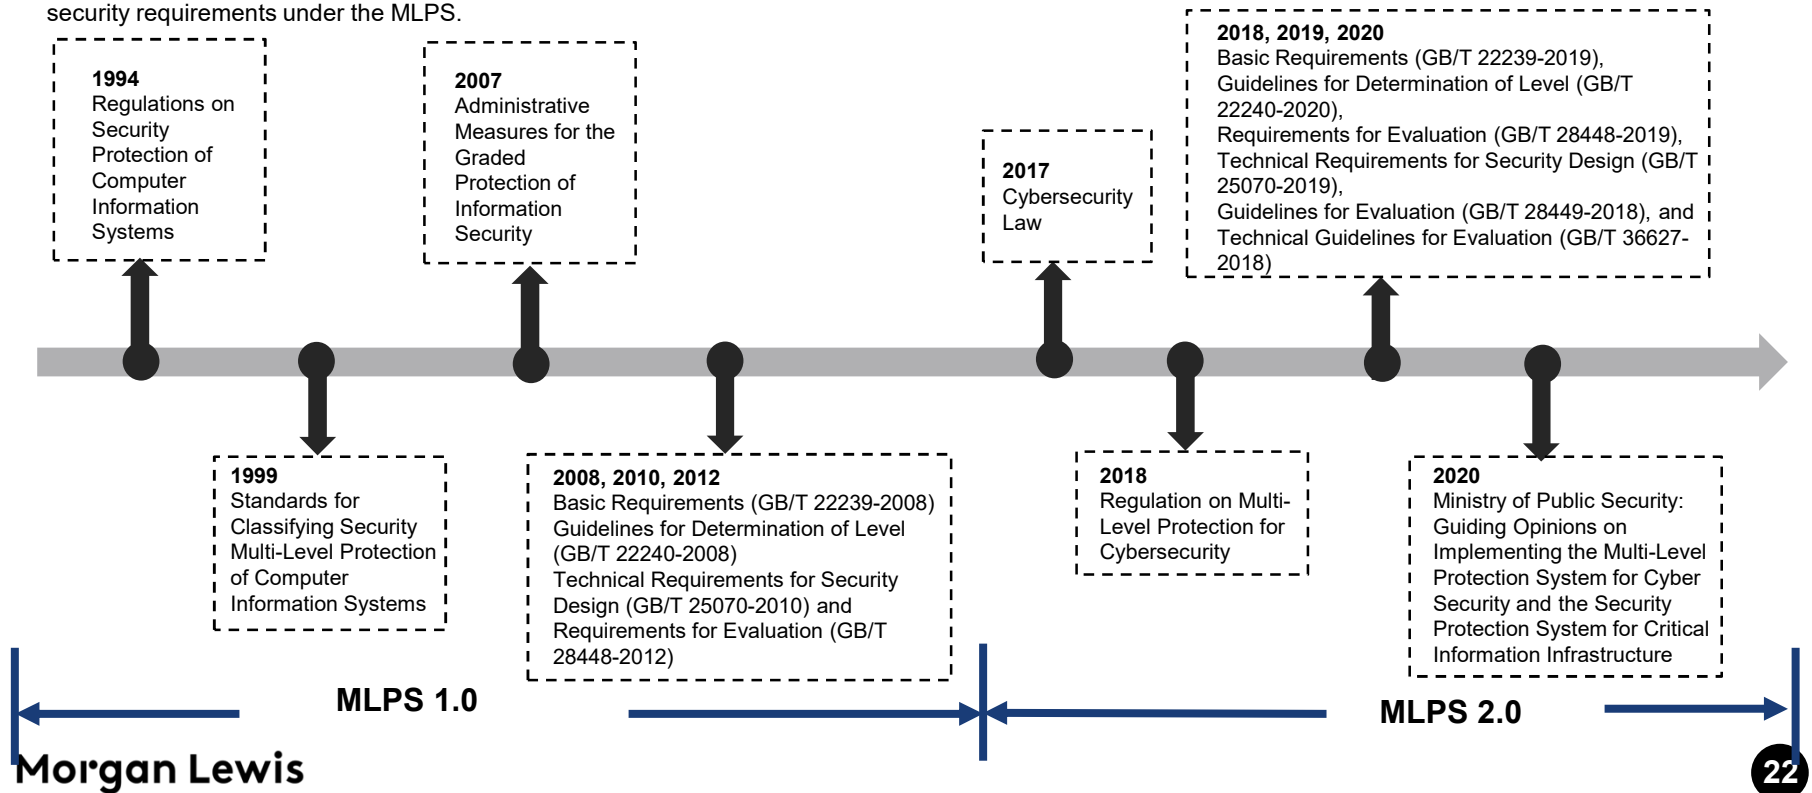 security requirements under the MLPS.
1994
Regulations on
Security
Protection of
Computer
Information
Systems
2007
Administrative
Measures for the
Graded
Protection of
Information
Security
2017
Cybersecurity
Law
2018, 2019, 2020
Basic Requirements (GB/T 22239-2019),
Guidelines for Determination of Level (GB/T
22240-2020),
Requirements for Evaluation (GB/T 28448-2019),
Technical Requirements for Security Design (GB/T
25070-2019),
Guidelines for Evaluation (GB/T 28449-2018), and
Technical Guidelines for Evaluation (GB/T 36627-
2018)
1999
Standards for
Classifying Security
Multi-Level Protection
of Computer
Information Systems
2008, 2010, 2012
Basic Requirements (GB/T 22239-2008)
Guidelines for Determination of Level
(GB/T 22240-2008)
Technical Requirements for Security
Design (GB/T 25070-2010) and
Requirements for Evaluation (GB/T
28448-2012)
2018
Regulation on Multi-
Level Protection for
Cybersecurity
2020
Ministry of Public Security:
Guiding Opinions on
Implementing the Multi-Level
Protection System for Cyber
Security and the Security
Protection System for Critical
Information Infrastructure
MLPS 1.0
MLPS 2.0
Morgan Lewis
22